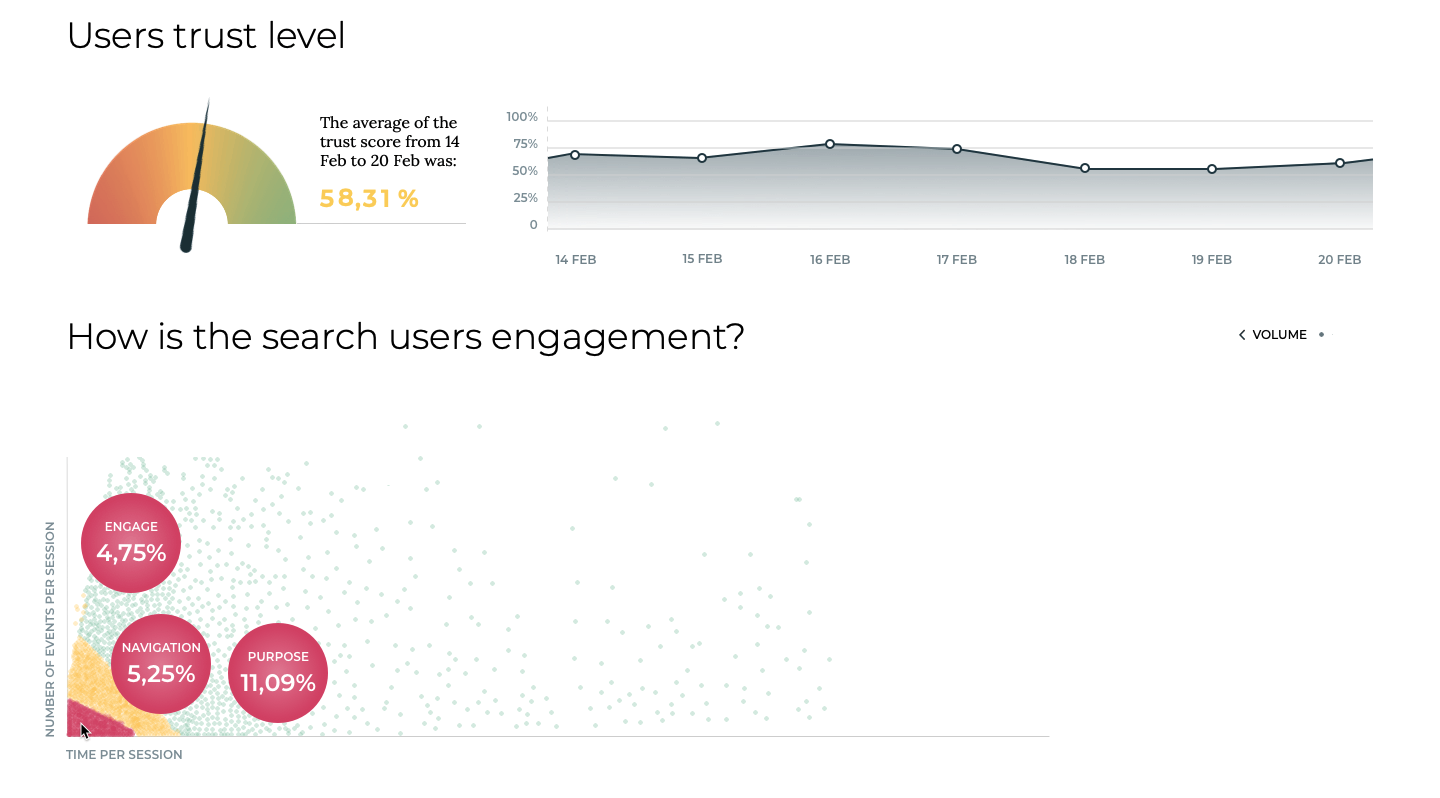 Users trust level
The average of the
trust score from 14
Feb to 20 Feb was:
58,31 %
100%
75%
50%
25%
0
14 FEB
15 FEB
16 FEB
17 FEB
18 FEB
19 FEB
20 FEB
How is the search users engagement?
VOLUME
NUMBER OF EVENTS PER SESSION
ENGAGE
4,75%
NAVIGATION
5,25%
PURPOSE
11,09%
TIME PER SESSION